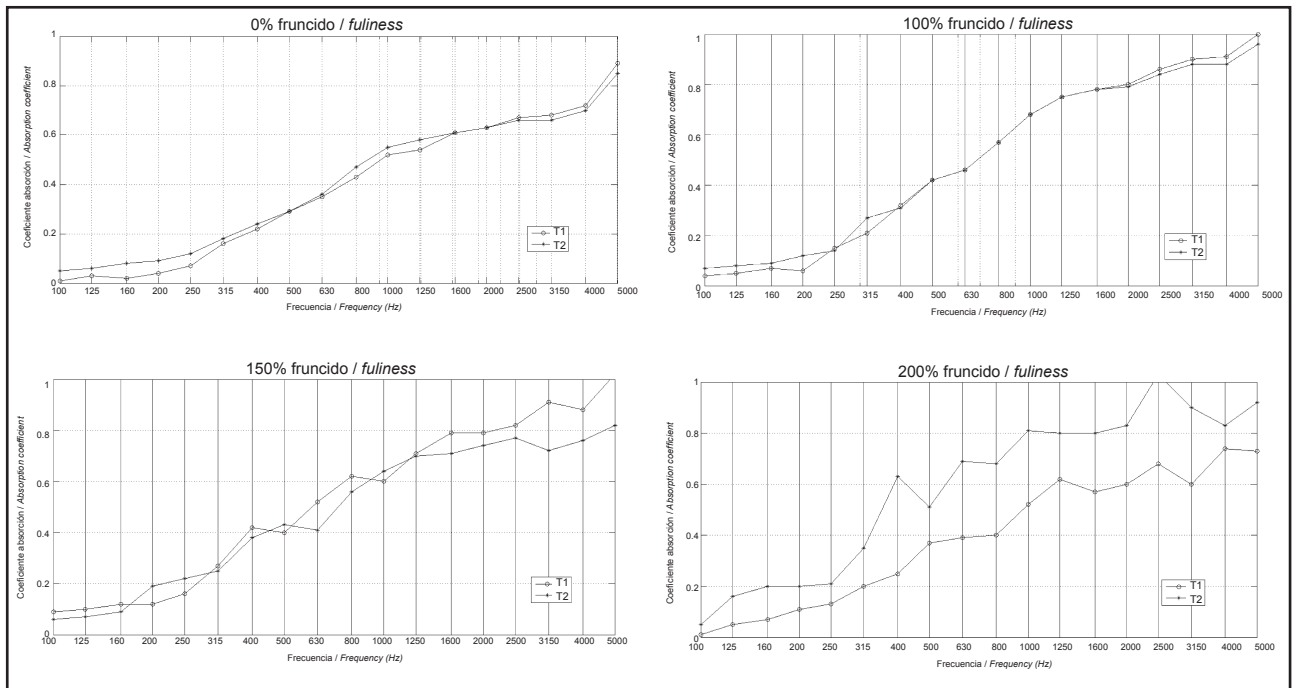 0% fruncido / fuliness
Coeficiente absorción / Absorption coefficient
1
0.8
0.6
0.4
0.2
0
T1
T2
100 125 160 200 250 315 400 500 630 800 1000 1250 1600 2000 2500 3150 4000 5000
Frecuencia / Frequency (Hz)
100% fruncido / fuliness
Coeficiente absorción / Absorption coefficient
1
0.8
0.6
0.4
0.2
0
T1
T2
100 125 160 200 250 315 400 500 630 800 1000 1250 1600 2000 2500 3150 4000 5000
Frecuencia / Frequency (Hz)
150% fruncido / fuliness
Coeficiente absorción / Absorption coefficient
1
0.8
0.6
0.4
0.2
0
T1
T2
100 125 160 200 250 315 400 500 630 800 1000 1250 1600 2000 2500 3150 4000 5000
Frecuencia / Frequency (Hz)
200% fruncido / fuliness
Coeficiente absorción / Absorption coefficient
1
0.8
0.6
0.4
0.2
0
T1
T2
100 125 160 200 250 315 400 500 630 800 1000 1250 1600 2000 2500 3150 4000 5000
Frecuencia / Frequency (Hz)